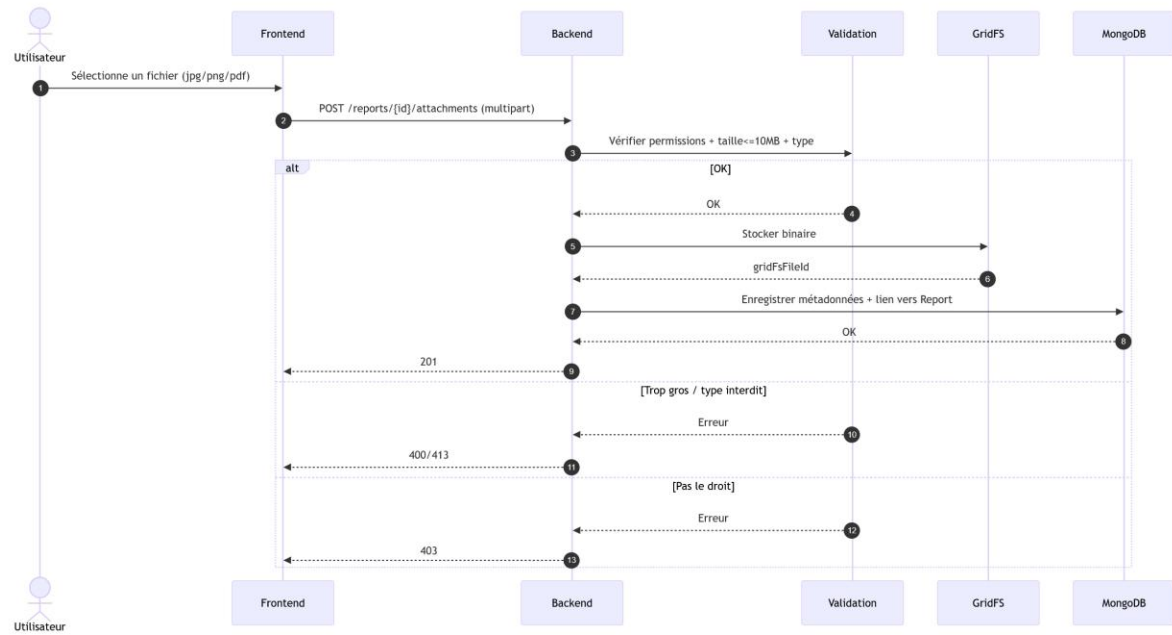 Utilisateur
Frontend
Backend
Validation
GridFS
MongoDB
1
Sélectionne un fichier (jpg/png/pdf)
2
POST /reports/{id}/attachments (multipart)
3
Vérifier permissions + taille<=10MB + type
alt
[OK]
OK
4
5
Stocker binaire
gridFsFileId
6
7
Enregistrer métadonnées + lien vers Report
OK
8
201
9
[Trop gros / type interdit]
Erreur
10
400/413
11
[Pas le droit]
Erreur
12
403
13
Utilisateur
Frontend
Backend
Validation
GridFS
MongoDB